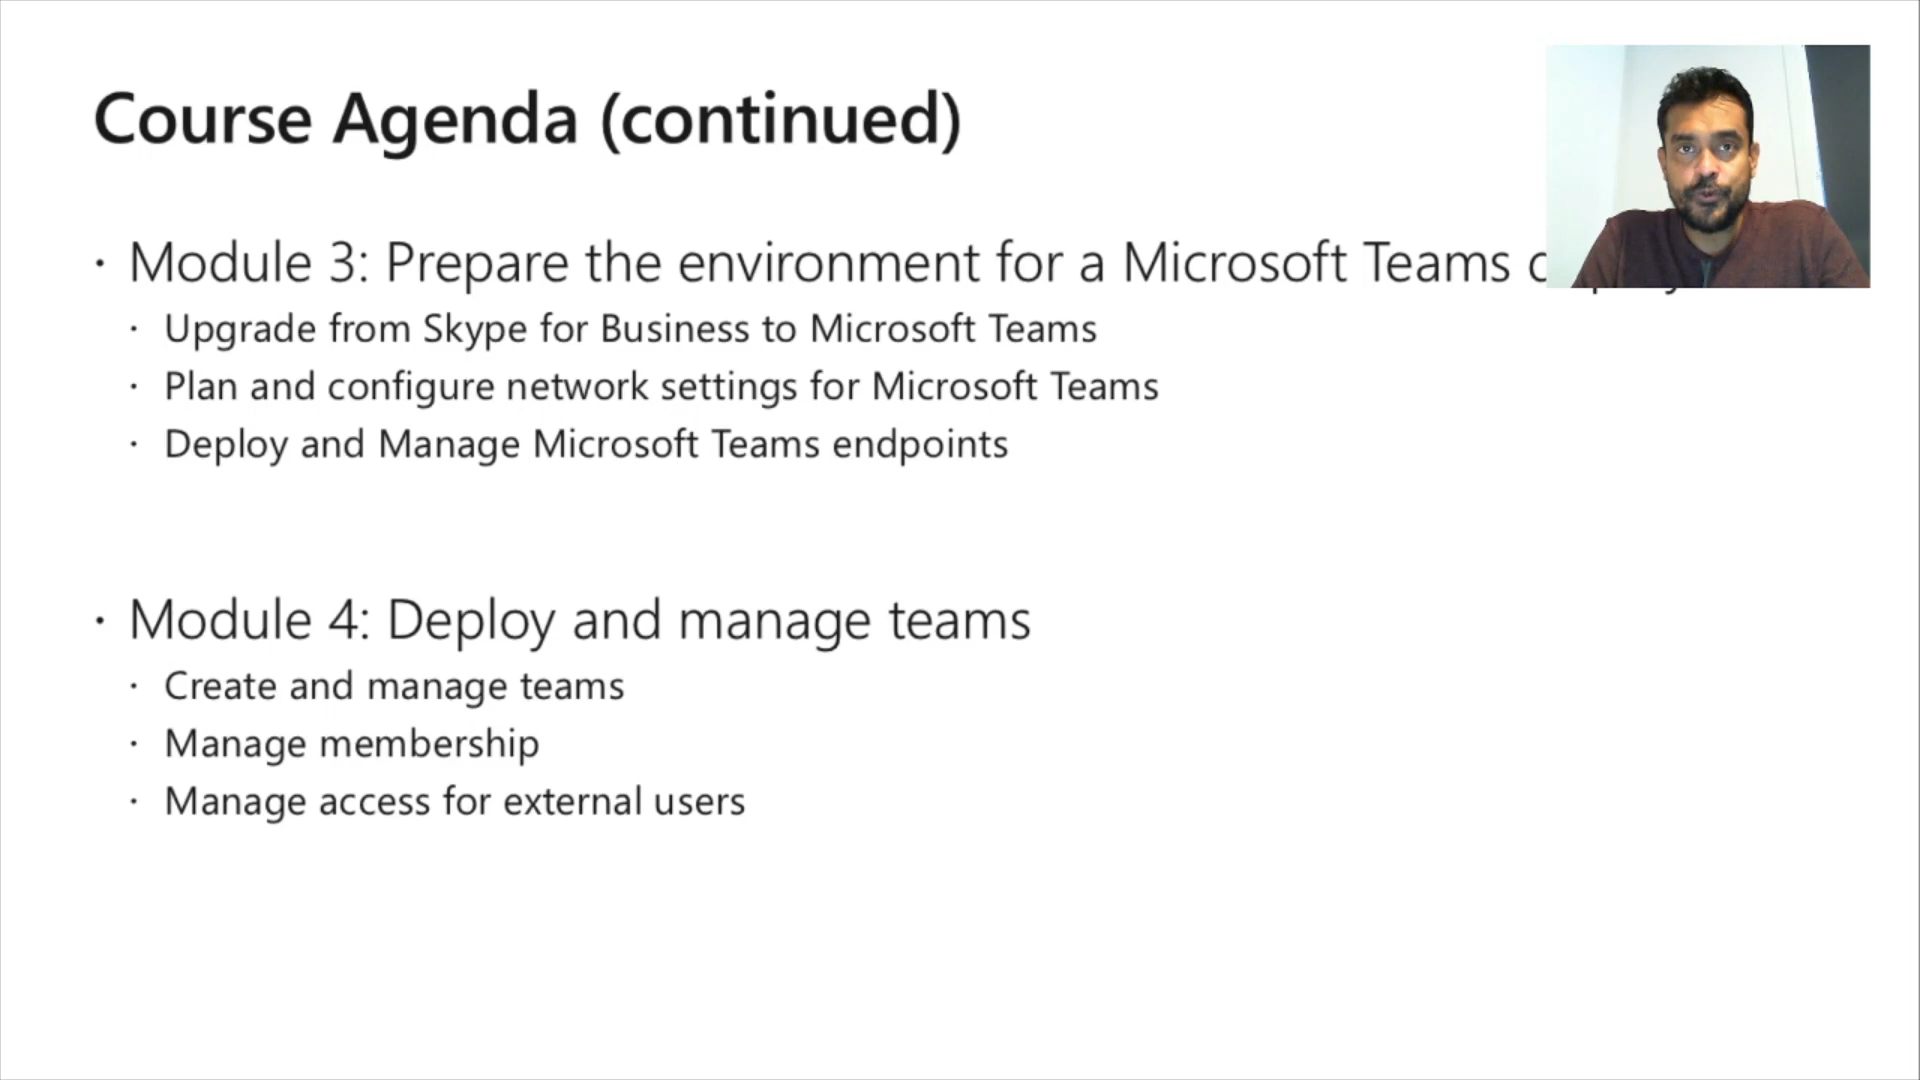 Course Agenda (continued)
· Module 3: Prepare the environment for a Microsoft Teams
· Upgrade from Skype for Business to Microsoft Teams
· Plan and configure network settings for Microsoft Teams
· Deploy and Manage Microsoft Teams endpoints
· Module 4: Deploy and manage teams
· Create and manage teams
· Manage membership
· Manage access for external users